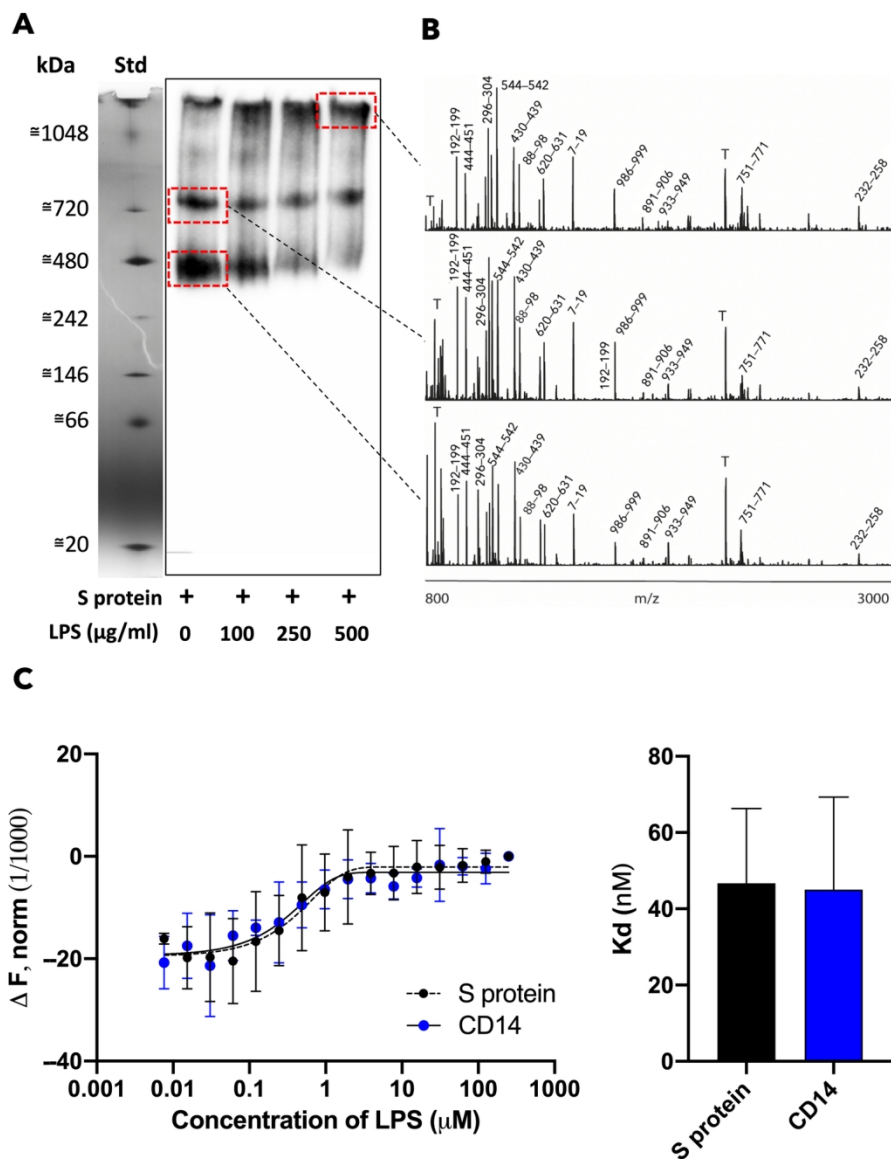 A
kDa Std
≅1048
≅720
≅480
≅242
≅146
≅66
≅20
S protein + + + +
LPS (µg/ml) 0 100 250 500
B
192–199
444–451
296–304
544–542
430–439
88–98
620–631
7–19
986–999
891–906
933–949
T
751–771
232–258
T
192–199
444–451
296–304
544–542
430–439
88–98
620–631
7–19
192–199
986–999
891–906
933–949
T
751–771
232–258
T
192–199
444–451
296–304
544–542
430–439
88–98
620–631
7–19
986–999
891–906
933–949
T
751–771
232–258
T
800 m/z 3000
C
Δ F, norm (1/1000)
20
0
–20
–40
0.001 0.01 0.1 1 10 100 1000
Concentration of LPS (μM)
S protein
CD14
Kd (nM)
80
60
40
20
0
S protein
CD14